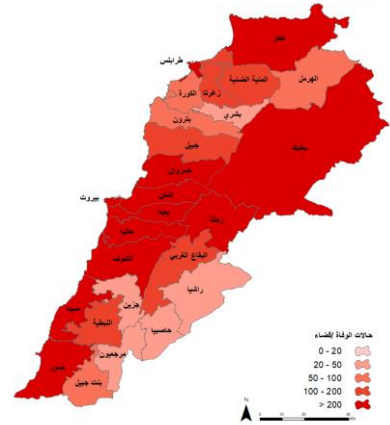 عكار
طرابلس
المنية الضنية
زغرتا
الكورة
الهرمل
بشري
بترون
بعلبك
جبيل
كسروان
المتن
بيروت
بعبدا
زحلة
عاليه
الشوف
البقاع الغربي
راشيا
جزين
صيدا
النبطية
حاصبيا
مرجعيون
صور
بنت جبيل
حالات الوفاة /قضاء
0 - 20
20 - 50
50 - 100
100 - 200
> 200
N